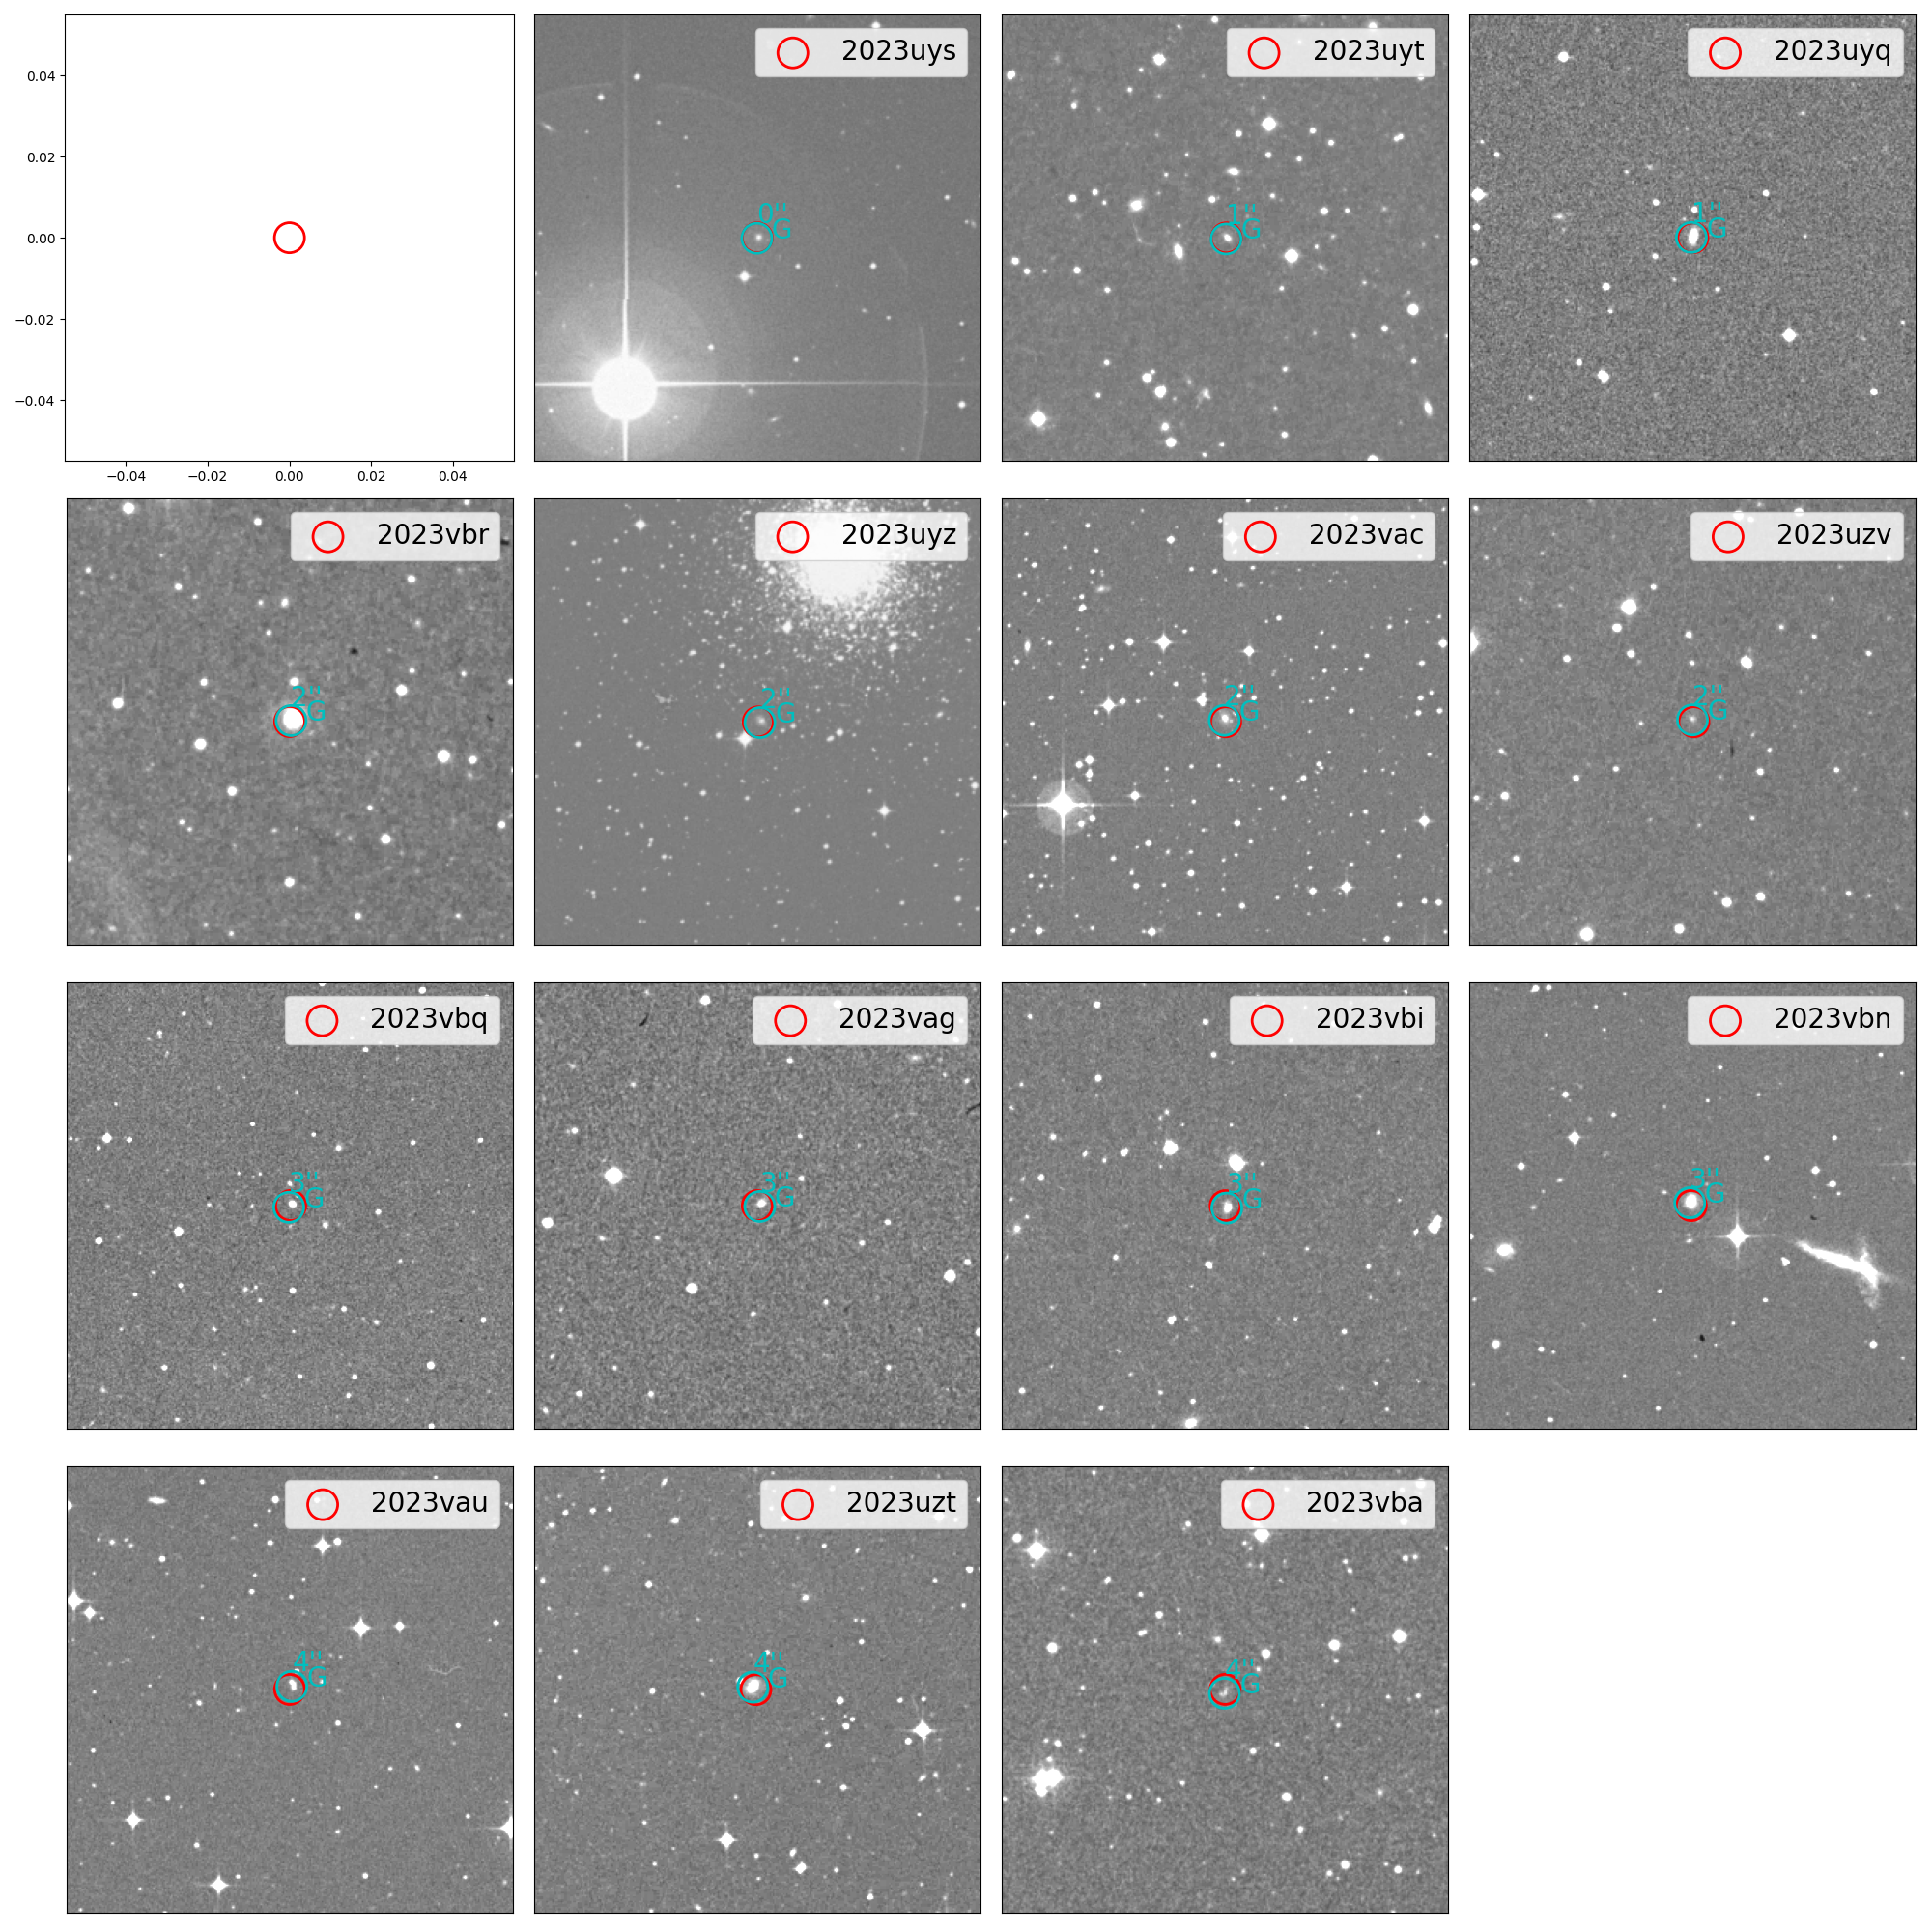 0.04
0.02
0.00
−0.02
−0.04
−0.04
−0.02
0.00
0.02
0.04
2023uys
0"
G
2023uyt
1"
G
2023uyq
1"
G
2023vbr
2"
G
2023uyz
2"
G
2023vac
2"
G
2023uzv
2"
G
2023vbq
3"
G
2023vag
3"
G
2023vbi
3"
G
2023vbn
3"
G
2023vau
4"
G
2023uzt
4"
G
2023vba
4"
G